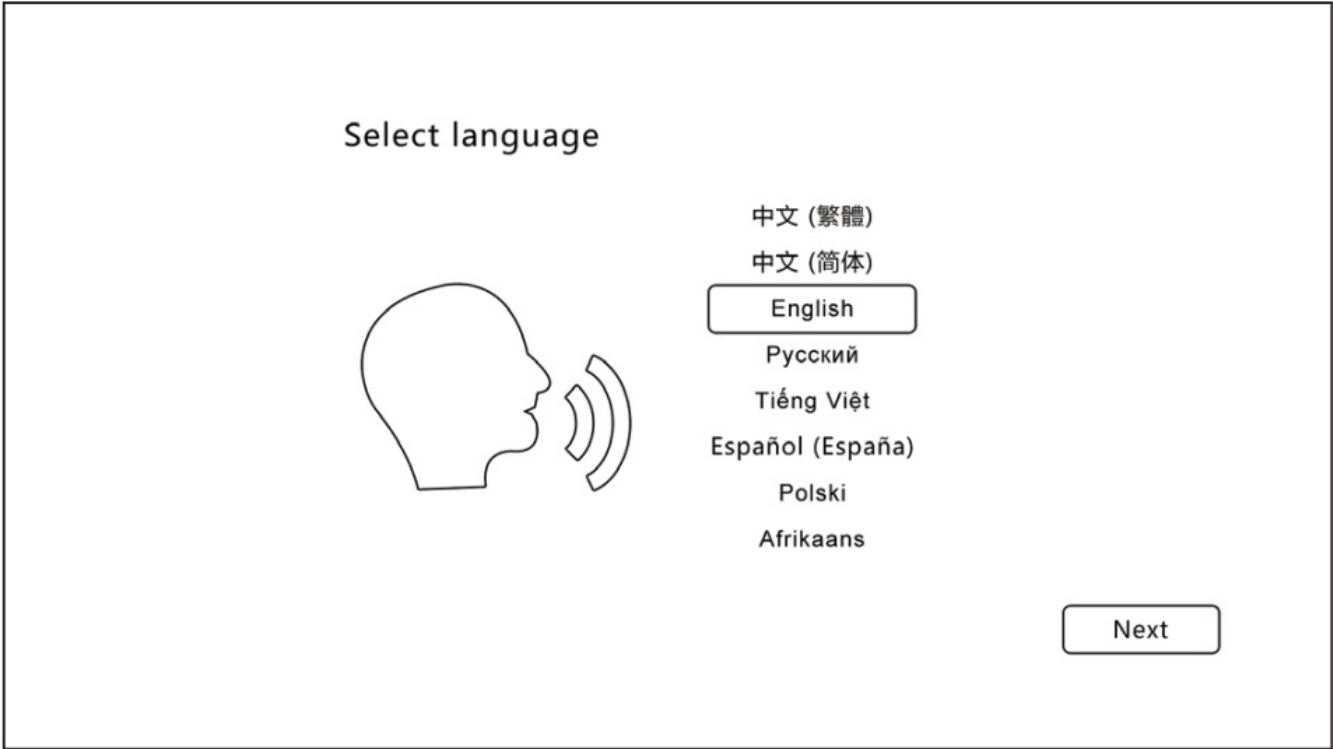 Select language
中文 (繁體)
中文 (简体)
English
Русский
Tiếng Việt
Español (España)
Polski
Afrikaans
Next